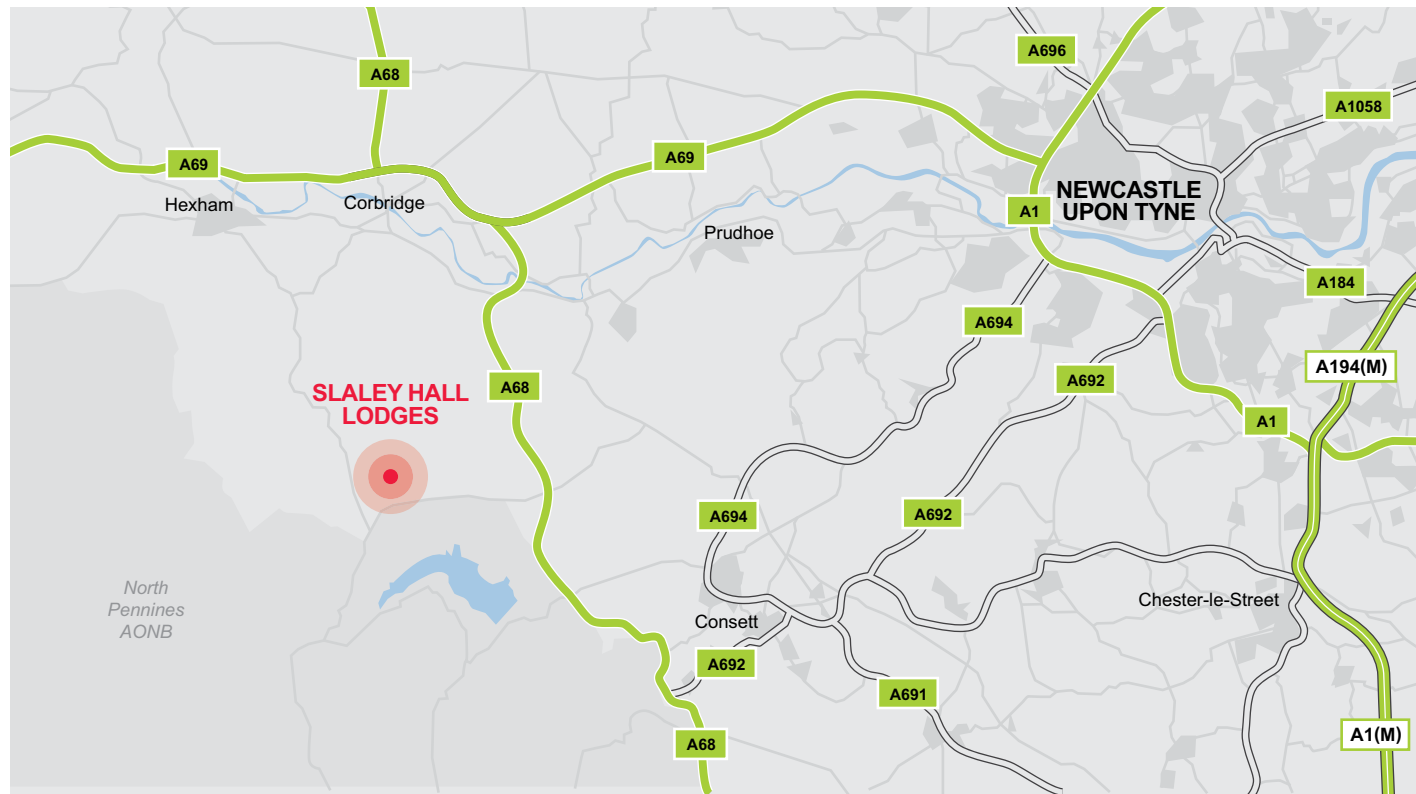 A696
A68
A1058
A69
A69
Hexham
Corbridge
NEWCASTLE
UPON TYNE
A1
Prudhoe
A184
A694
A194(M)
A692
A68
SLALEY HALL
LODGES
A1
A694
A692
North
Pennines
AONB
Chester-le-Street
Consett
A692
A691
A1(M)
A68